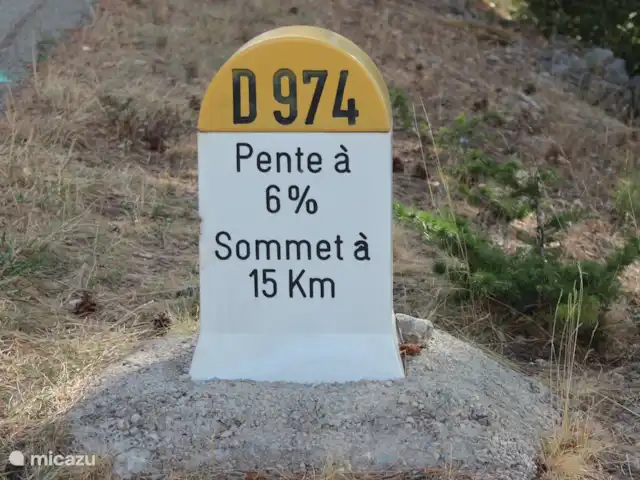 D 974
Pente à
6%
Sommet à
15 Km
micazu